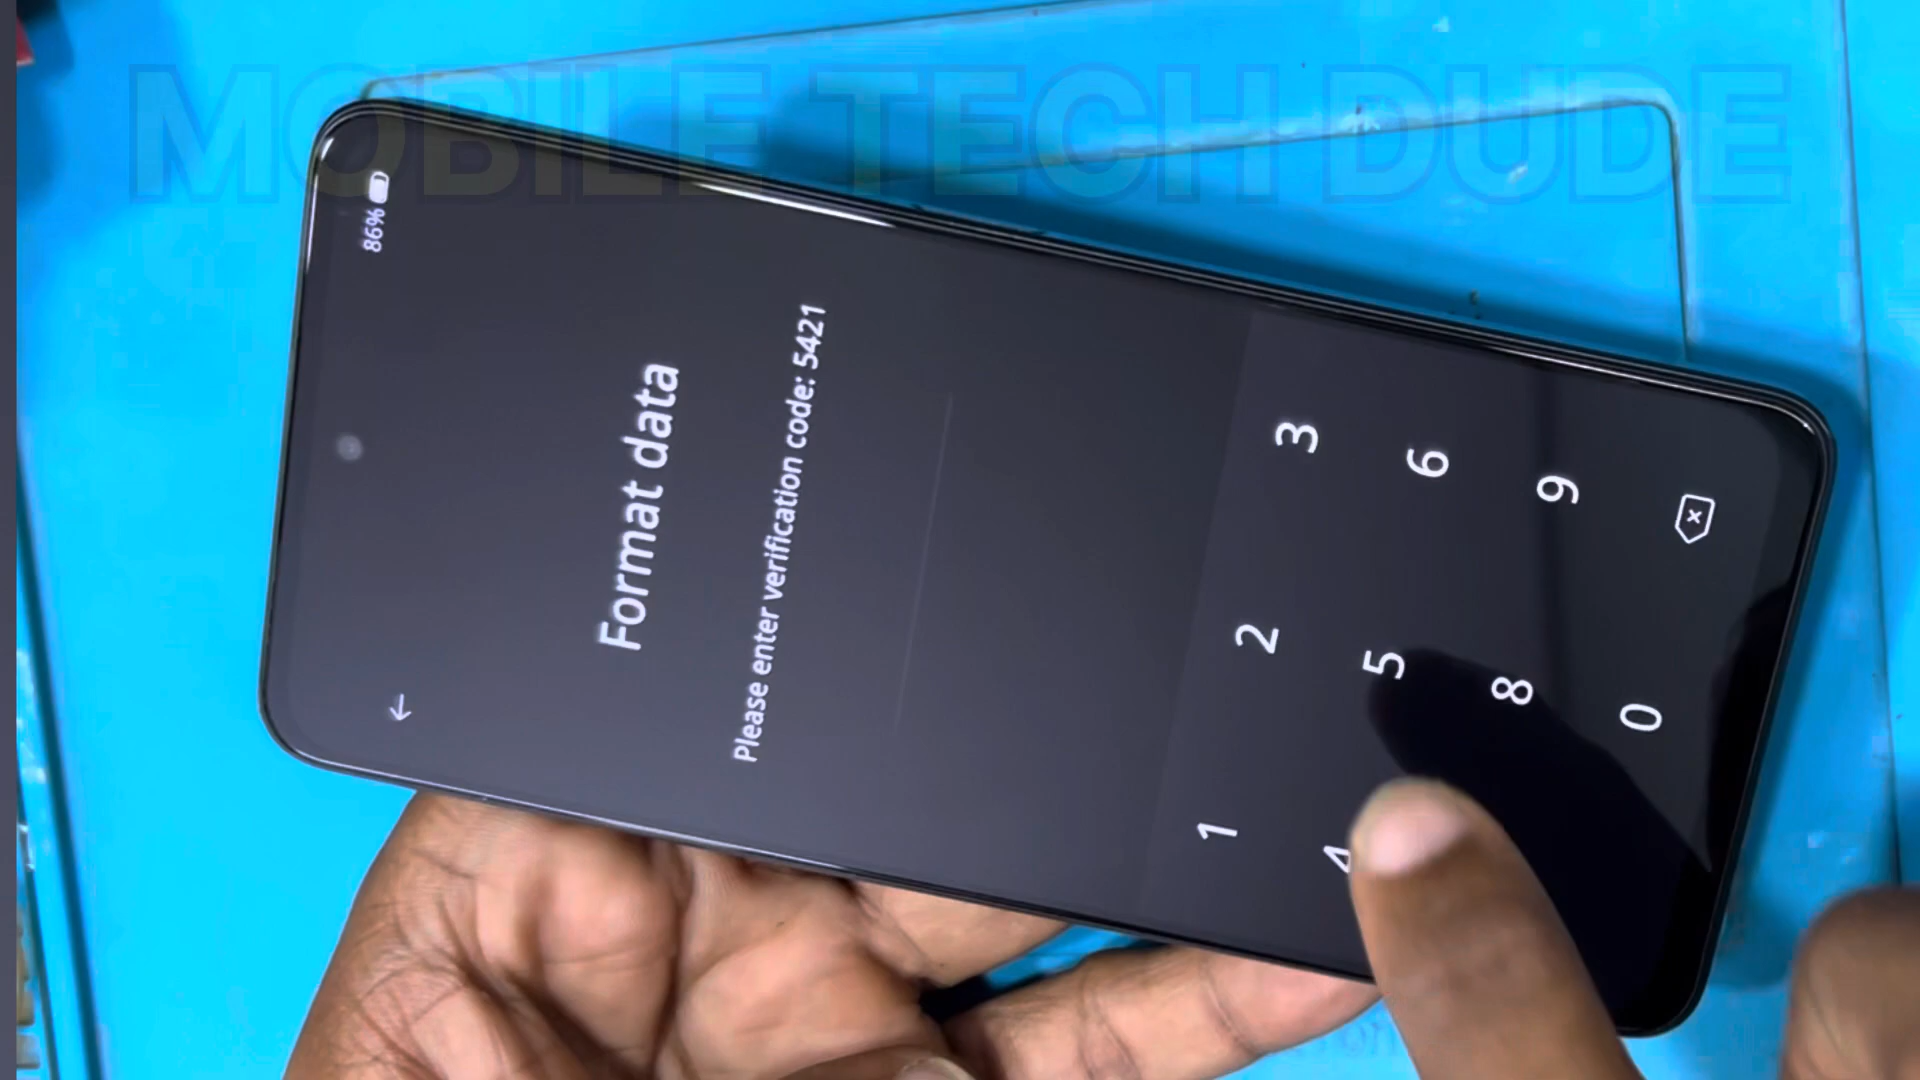 MOBILE TECH DUDE
86%
Format data
Please enter verification code: 5421
1 2 3
4 5 6
8 9
0